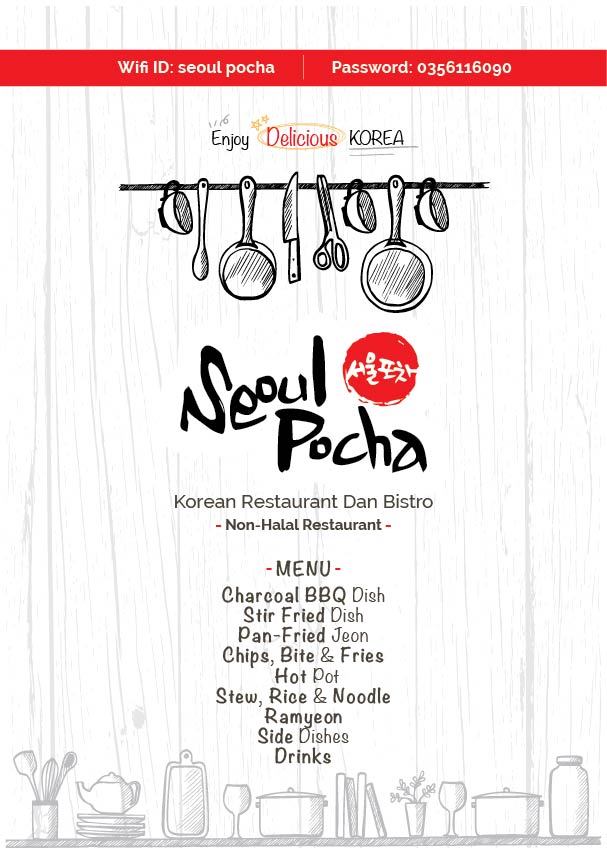 Wifi ID: seoul pocha Password: 0356116090
Enjoy Delicious KOREA
Seoul 서울포차
Pocha
Korean Restaurant Dan Bistro
- Non-Halal Restaurant -
- MENU -
Charcoal BBQ Dish
Stir Fried Dish
Pan-Fried Jeon
Chips, Bite & Fries
Hot Pot
Stew, Rice & Noodle
Ramyeon
Side Dishes
Drinks